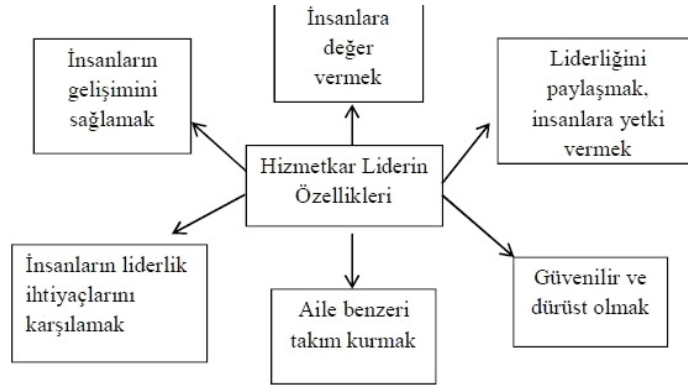 İnsanlara
değer
vermek
İnsanların
gelişimini
sağlamak
Liderliğini
paylaşmak,
insanlara yetki
vermek
Hizmetkar Liderin
Özellikleri
İnsanların liderlik
ihtiyaçlarını
karşılamak
Aile benzeri
takım kurmak
Güvenilir ve
dürüst olmak